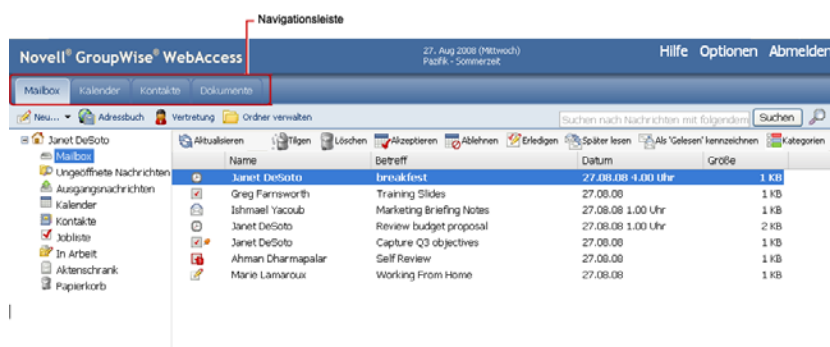 Navigationsleiste
Novell® GroupWise® WebAccess
27. Aug 2008 (Mittwoch)
Pazifik - Sommerzeit
Hilfe Optionen Abmelden
Mailbox Kalender Kontakte Dokumente
Neu... Adressbuch Vertretung Ordner verwalten Suchen nach Nachrichten mit folgendem Suchen
Janet DeSoto
Mailbox
Ungeöffnete Nachrichten
Ausgangsnachrichten
Kalender
Kontakte
Jobliste
In Arbeit
Aktenschrank
Papierkorb
Aktualisieren Tilgen Löschen Akzeptieren Ablehnen Erledigen Später lesen Als 'Gelesen' kennzeichnen Kategorien
Name Betreff Datum Größe
Janet DeSoto breakfest 27.08.08 4.00 Uhr 1 KB
Greg Farnsworth Training Slides 27.08.08 1 KB
Ishmael Yacoub Marketing Briefing Notes 27.08.08 1.00 Uhr 1 KB
Janet DeSoto Review budget proposal 27.08.08 1.00 Uhr 2 KB
Janet DeSoto Capture Q3 objectives 27.08.08 1 KB
Ahman Dharmapalar Self Review 27.08.08 1 KB
Marie Lamaroux Working From Home 27.08.08 1 KB